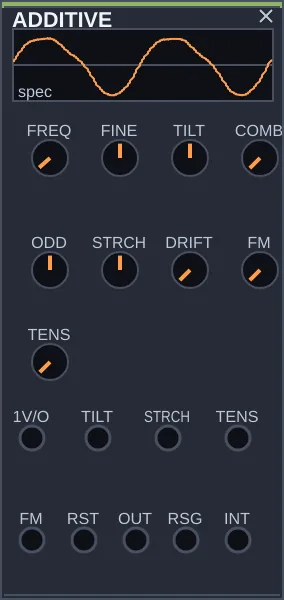 ADDITIVE
spec
FREQ FINE TILT COMB
ODD STRCH DRIFT FM
TENS
1V/O TILT STRCH TENS
FM RST OUT RSG INT